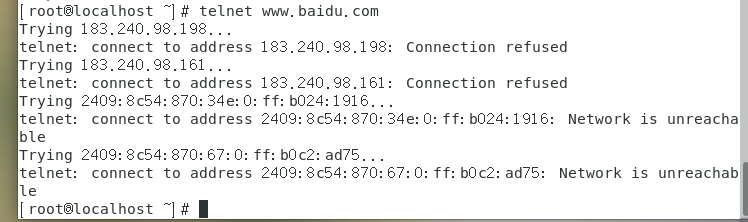 [root@localhost ~]# telnet www.baidu.com
Trying 183.240.98.198...
telnet: connect to address 183.240.98.198: Connection refused
Trying 183.240.98.161...
telnet: connect to address 183.240.98.161: Connection refused
Trying 2409:8c54:870:34e:0:ff:b024:1916...
telnet: connect to address 2409:8c54:870:34e:0:ff:b024:1916: Network is unreacha
ble
Trying 2409:8c54:870:67:0:ff:b0c2:ad75...
telnet: connect to address 2409:8c54:870:67:0:ff:b0c2:ad75: Network is unreachab
le
[root@localhost ~]#